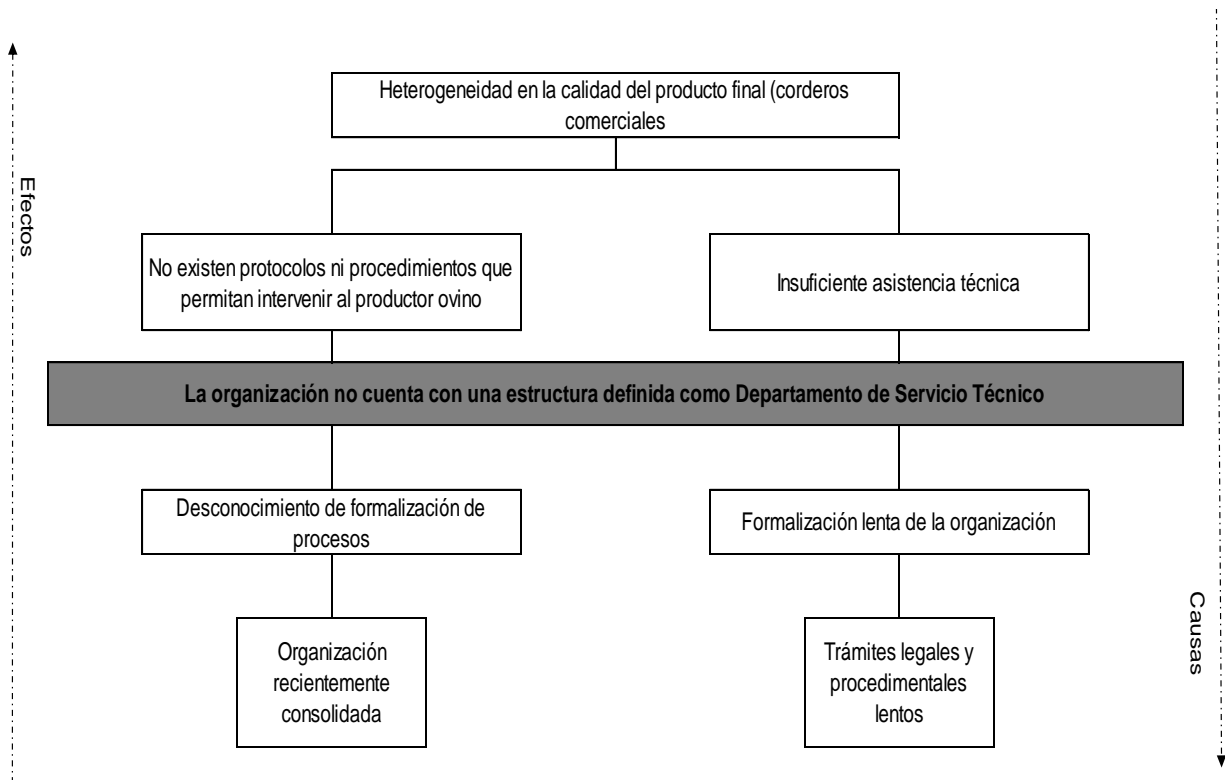 Heterogeneidad en la calidad del producto final (corderos
comerciales
Efectos
No existen protocolos ni procedimientos que
permitan intervenir al productor ovino
Insuficiente asistencia técnica
La organización no cuenta con una estructura definida como Departamento de Servicio Técnico
Desconocimiento de formalización de
procesos
Formalización lenta de la organización
Causas
Organización
recientemente
consolidada
Trámites legales y
procedimentales
lentos